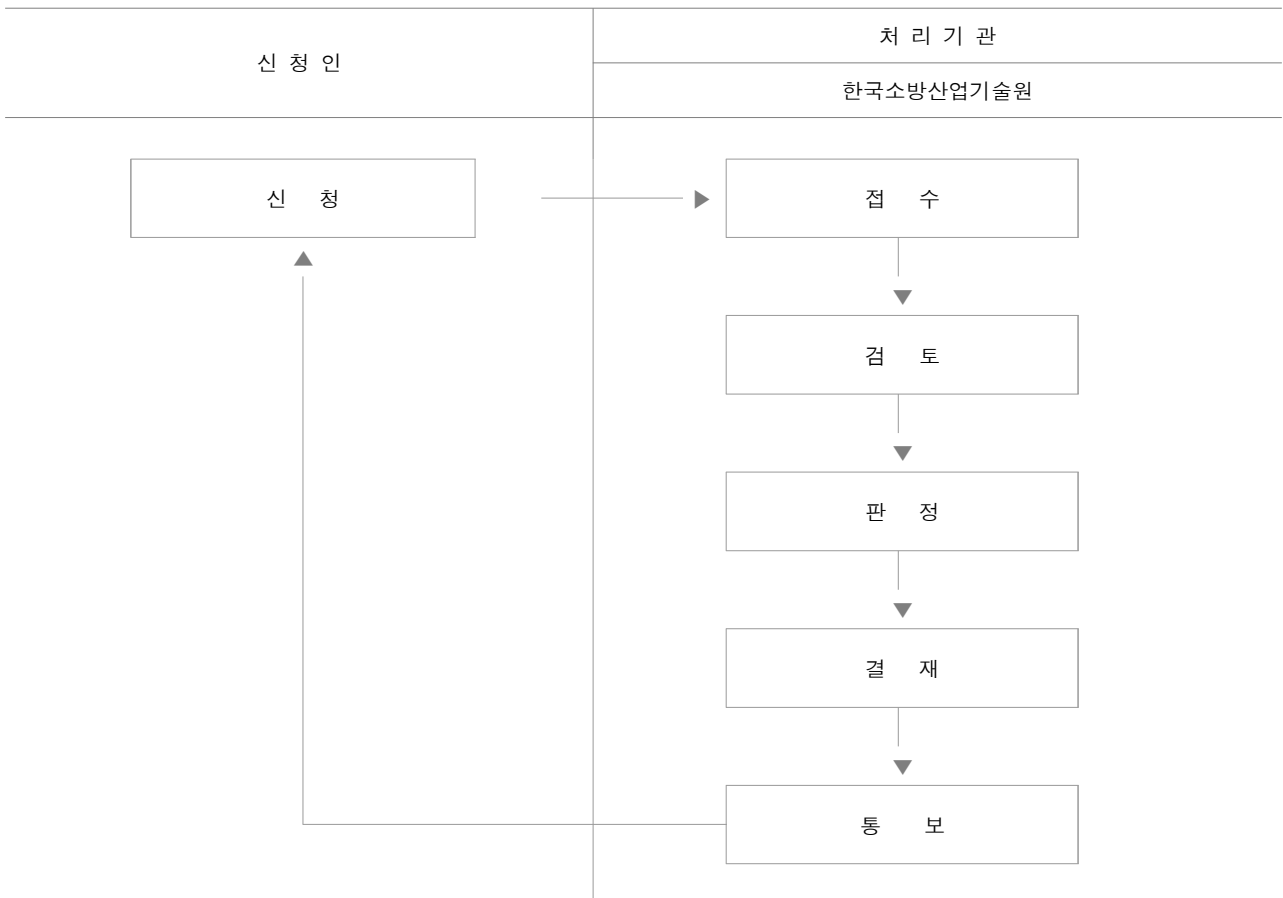 신 청 인
처 리 기 관
한국소방산업기술원
신 청
접 수
검 토
판 정
결 재
통 보